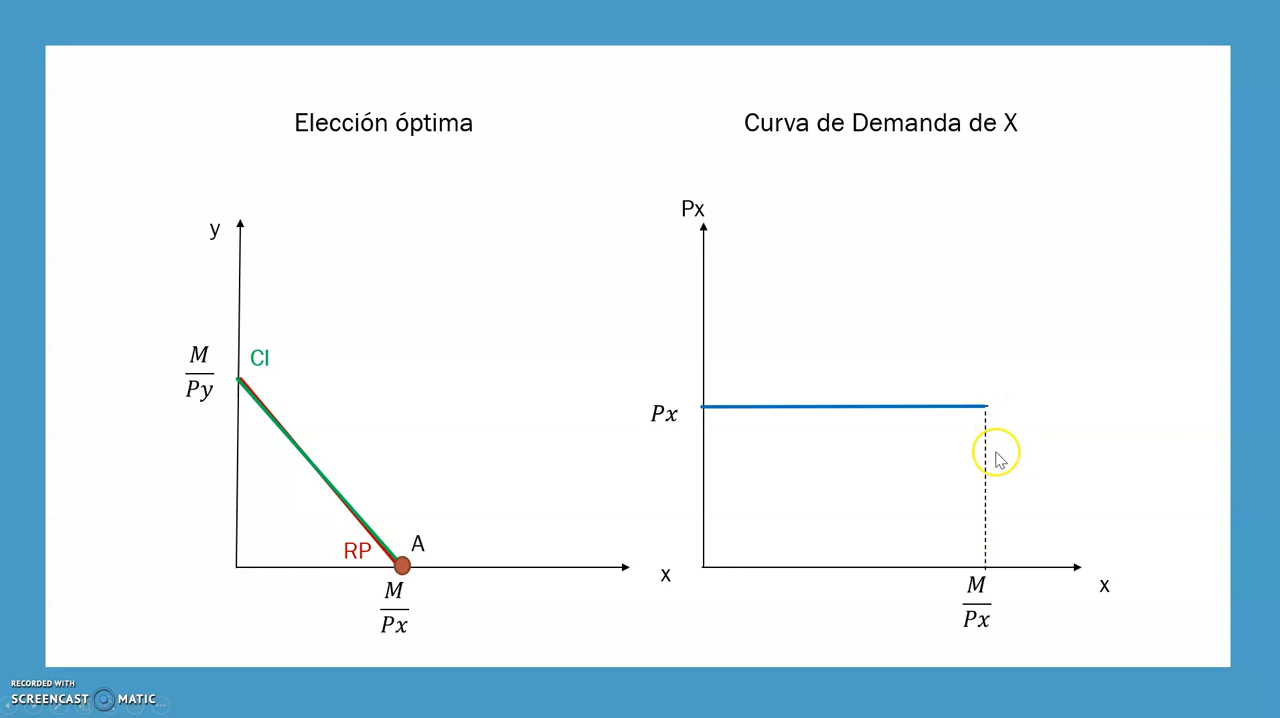 Elección óptima
Curva de Demanda de X
y
M
Py
CI
RP
A
M
Px
x
Px
Px
M
Px
x
RECORDED WITH
SCREENCAST MATIC